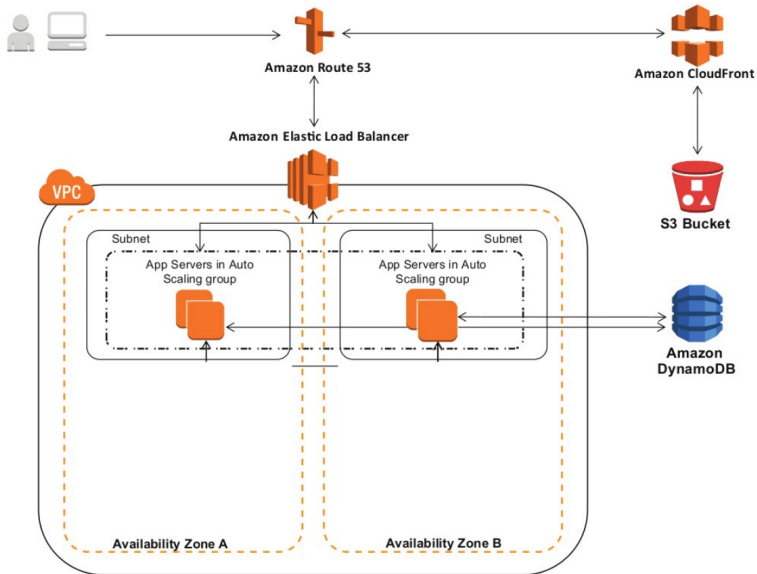 Amazon Route 53
Amazon CloudFront
Amazon Elastic Load Balancer
VPC
S3 Bucket
Subnet
Subnet
App Servers in Auto
Scaling group
App Servers in Auto
Scaling group
Amazon
DynamoDB
Availability Zone A
Availability Zone B